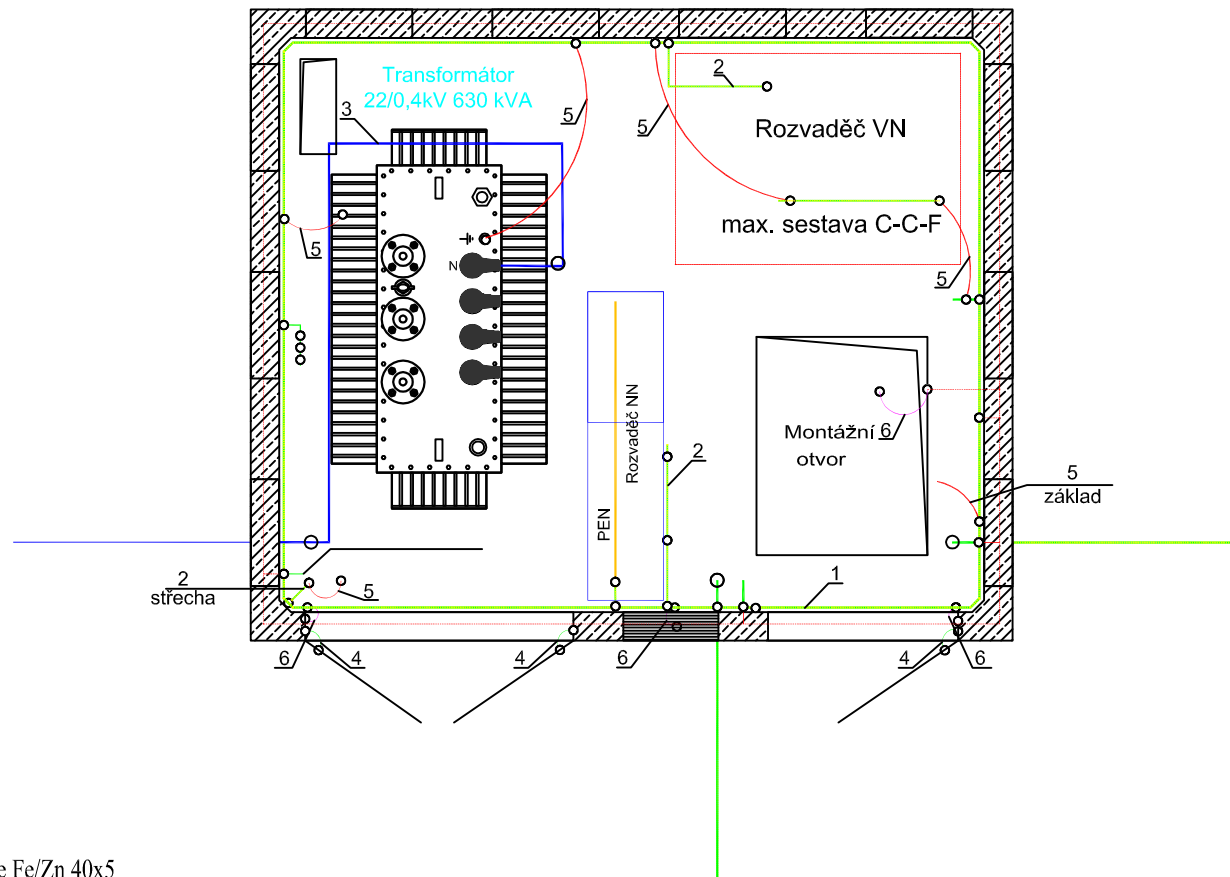 Transformátor
22/0,4kV 630 kVA
3
5
5
2
Rozvaděč VN
max. sestava C-C-F
5
5
N
Rozvaděč NN
PEN
2
Montážní
otvor
6
5
základ
2
střecha
5
1
6
4
4
6
4
6
e Fe/Zn 40x5